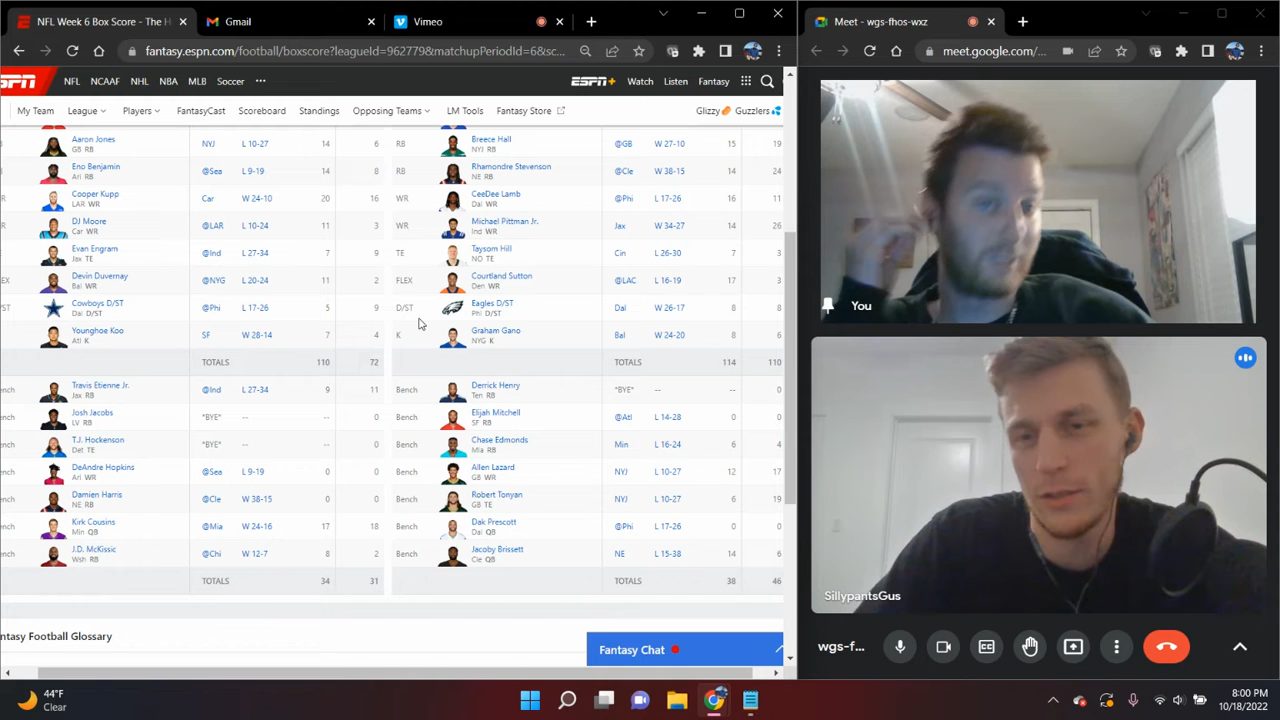 NFL Week 6 Box Score - The H
Gmail
Vimeo
Meet - wgs-fhos-wxz
fantasy.espn.com/football/boxscore?leagueId=962779&matchupPeriodId=6&sc...
meet.google.com/...
NFL NCAAF NHL NBA MLB Soccer
ESPN+ Watch Listen Fantasy
My Team League Players FantasyCast Scoreboard Standings Opposing Teams LM Tools Fantasy Store Glizzy 🌭 Guzzlers 💦
Aaron Jones NYJ L 10-27 14 6 RB Breece Hall @GB W 27-10 15 19
GB RB NYJ RB
Eno Benjamin @Sea L 9-19 14 8 RB Rhamondre Stevenson @Cle W 38-15 14 24
Ari RB NE RB
Cooper Kupp Car W 24-10 20 16 WR CeeDee Lamb @Phi L 17-26 16 11
LAR WR Dal WR
DJ Moore @LAR L 10-24 11 3 WR Michael Pittman Jr. Jax W 34-27 14 26
Car WR Ind WR
Evan Engram @Ind L 27-34 7 9 TE Taysom Hill Cin L 26-30 7 3
Jax TE NO TE
Devin Duvernay @NYG L 20-24 11 2 FLEX Courtland Sutton @LAC L 16-19 17 3
Bal WR Den WR
Cowboys D/ST @Phi L 17-26 5 9 D/ST Eagles D/ST Dal W 26-17 8 8
Dal D/ST Phi D/ST
Younghoe Koo SF W 28-14 7 4 K Graham Gano Bal W 24-20 8 6
Atl K NYG K
TOTALS 110 72 TOTALS 114 110
ench Travis Etienne Jr. @Ind L 27-34 9 11 Bench Derrick Henry *BYE* -- -- 0
Jax RB Ten RB
ench Josh Jacobs *BYE* -- -- 0 Bench Elijah Mitchell @Atl L 14-28 0 0
LV RB SF RB
ench T.J. Hockenson *BYE* -- -- 0 Bench Chase Edmonds Min L 16-24 6 4
Det TE Mia RB
ench DeAndre Hopkins @Sea L 9-19 0 0 Bench Allen Lazard NYJ L 10-27 12 17
Ari WR GB WR
ench Damien Harris @Cle W 38-15 0 0 Bench Robert Tonyan NYJ L 10-27 6 19
NE RB GB TE
ench Kirk Cousins @Mia W 24-16 17 18 Bench Dak Prescott @Phi L 17-26 0 0
Min QB Dal QB
ench J.D. McKissic @Chi W 12-7 8 2 Bench Jacoby Brissett NE L 15-38 14 6
Wsh RB Cle QB
TOTALS 34 31 TOTALS 38 46
ntasy Football Glossary
Fantasy Chat
You
SillypantsGus
wgs-f...
44°F
Clear
8:00 PM
10/18/2022